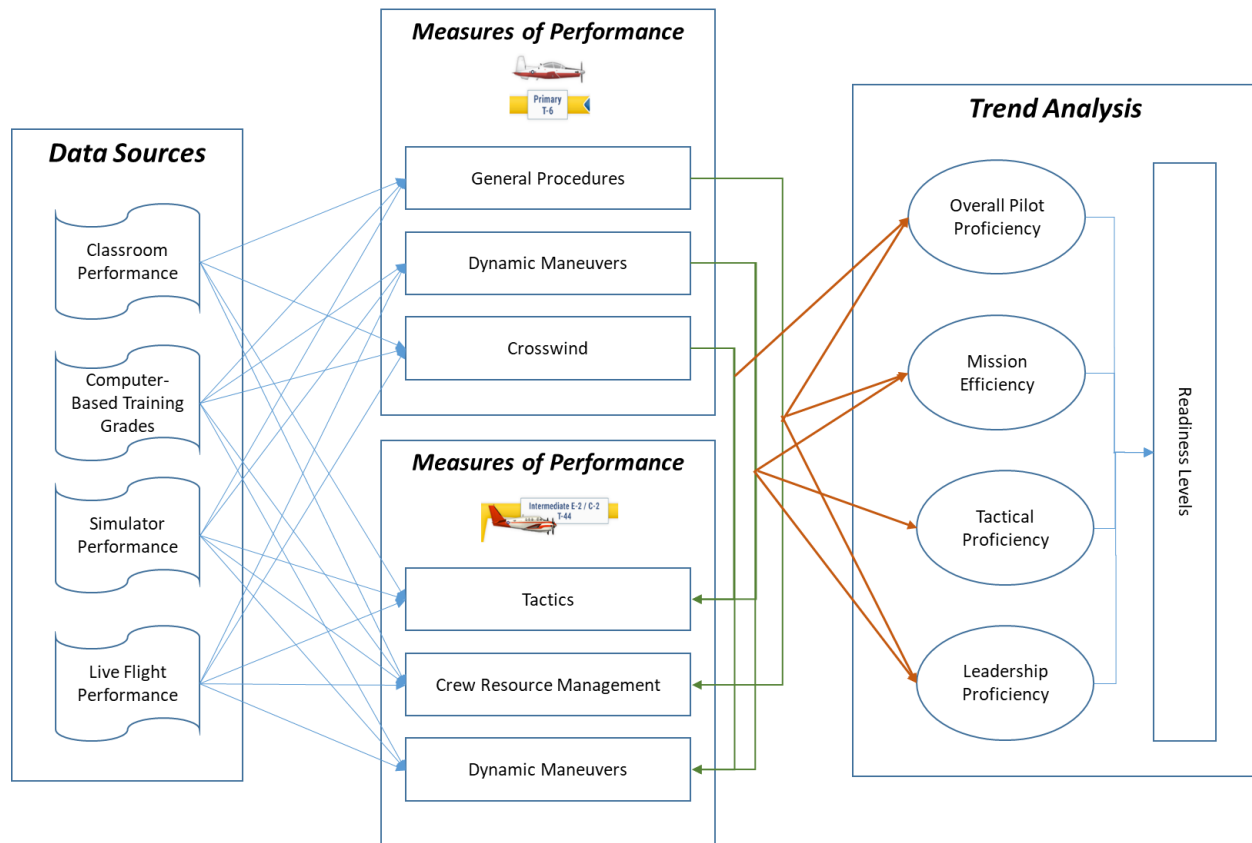 Data Sources
Classroom
Performance
Computer-
Based Training
Grades
Simulator
Performance
Live Flight
Performance
Measures of Performance
Primary
T-6
General Procedures
Dynamic Maneuvers
Crosswind
Measures of Performance
Intermediate E-2 / C-2
T-44
Tactics
Crew Resource Management
Dynamic Maneuvers
Trend Analysis
Overall Pilot
Proficiency
Mission
Efficiency
Tactical
Proficiency
Leadership
Proficiency
Readiness Levels